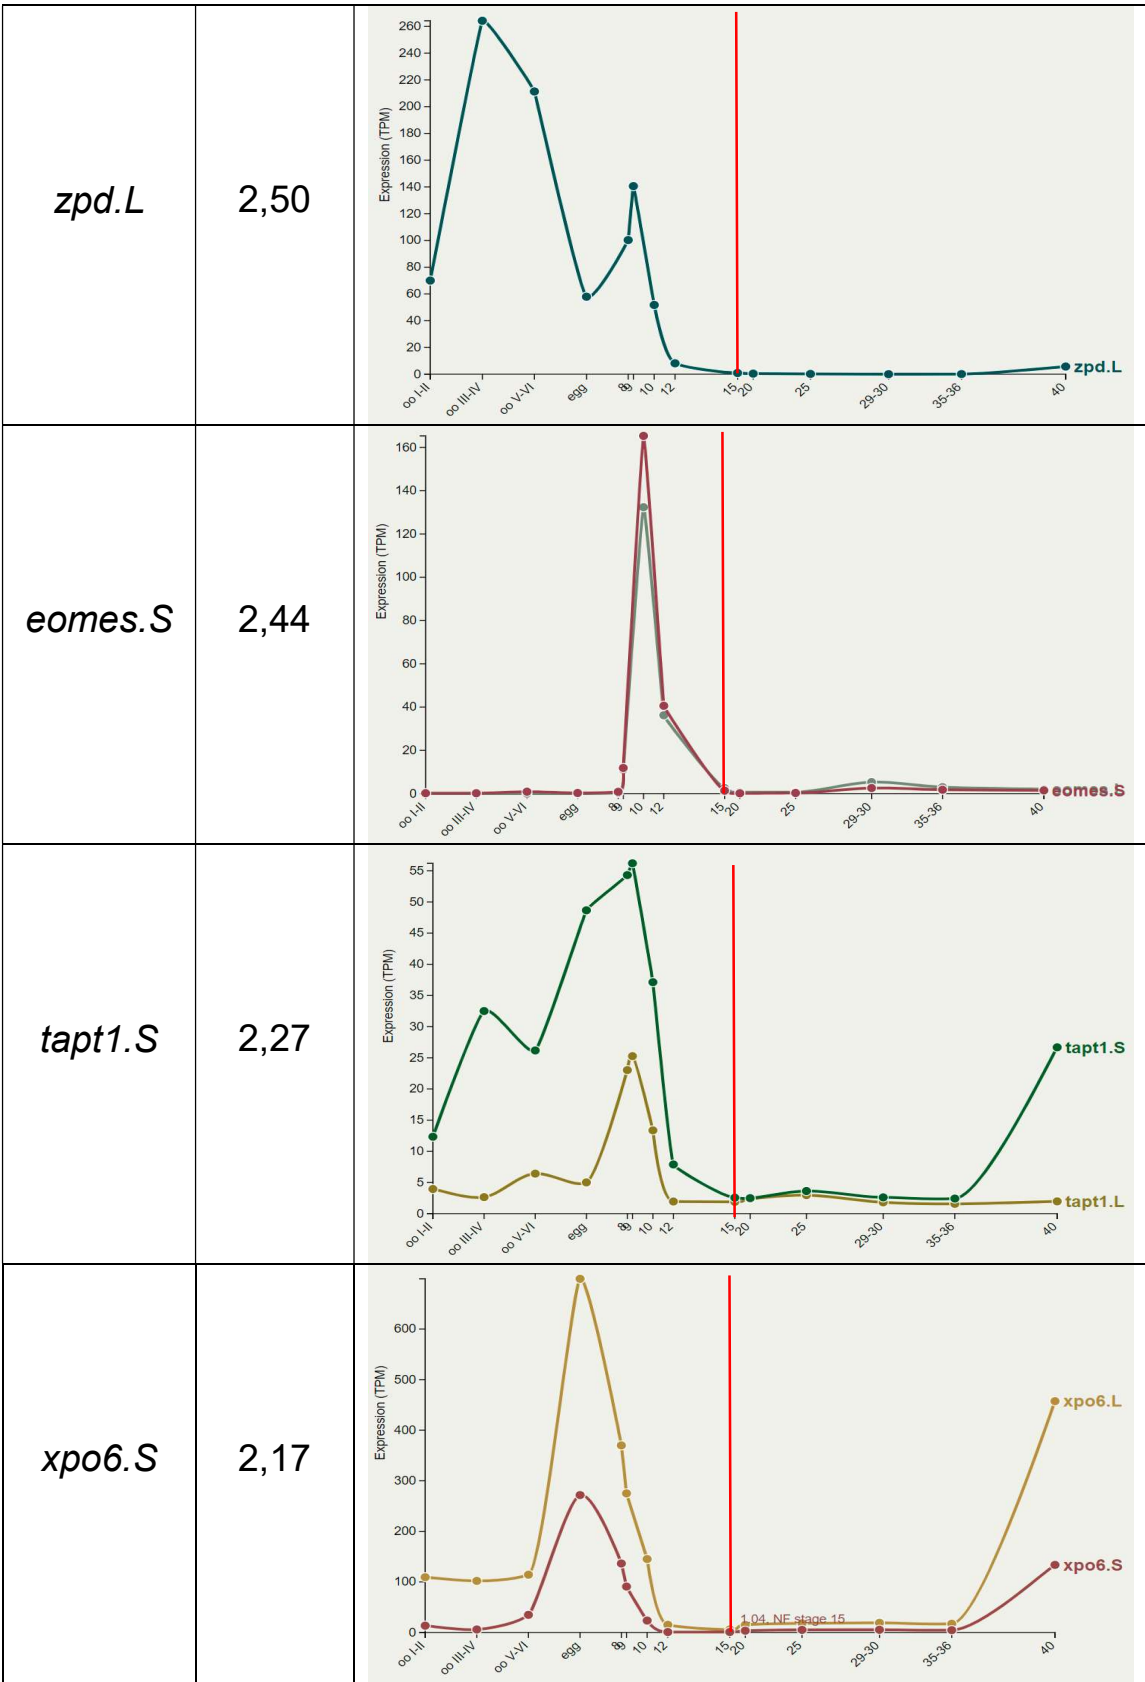 zpd.L
2,50
Expression (TPM)
260
240
220
200
180
160
140
120
100
80
60
40
20
0
oo I-II
oo III-IV
oo V-VI
egg
8
9
10
12
15
20
25
29-30
35-36
40
zpd.L
eomes.S
2,44
Expression (TPM)
160
140
120
100
80
60
40
20
0
oo I-II
oo III-IV
oo V-VI
egg
8
9
10
12
15
20
25
29-30
35-36
40
eomes.S
tapt1.S
2,27
Expression (TPM)
55
50
45
40
35
30
25
20
15
10
5
0
oo I-II
oo III-IV
oo V-VI
egg
8
9
10
12
15
20
25
29-30
35-36
40
tapt1.S
tapt1.L
xpo6.S
2,17
Expression (TPM)
600
500
400
300
200
100
0
oo I-II
oo III-IV
oo V-VI
egg
8
9
10
12
15
20
25
29-30
35-36
40
xpo6.L
xpo6.S
1.04, NF stage 15